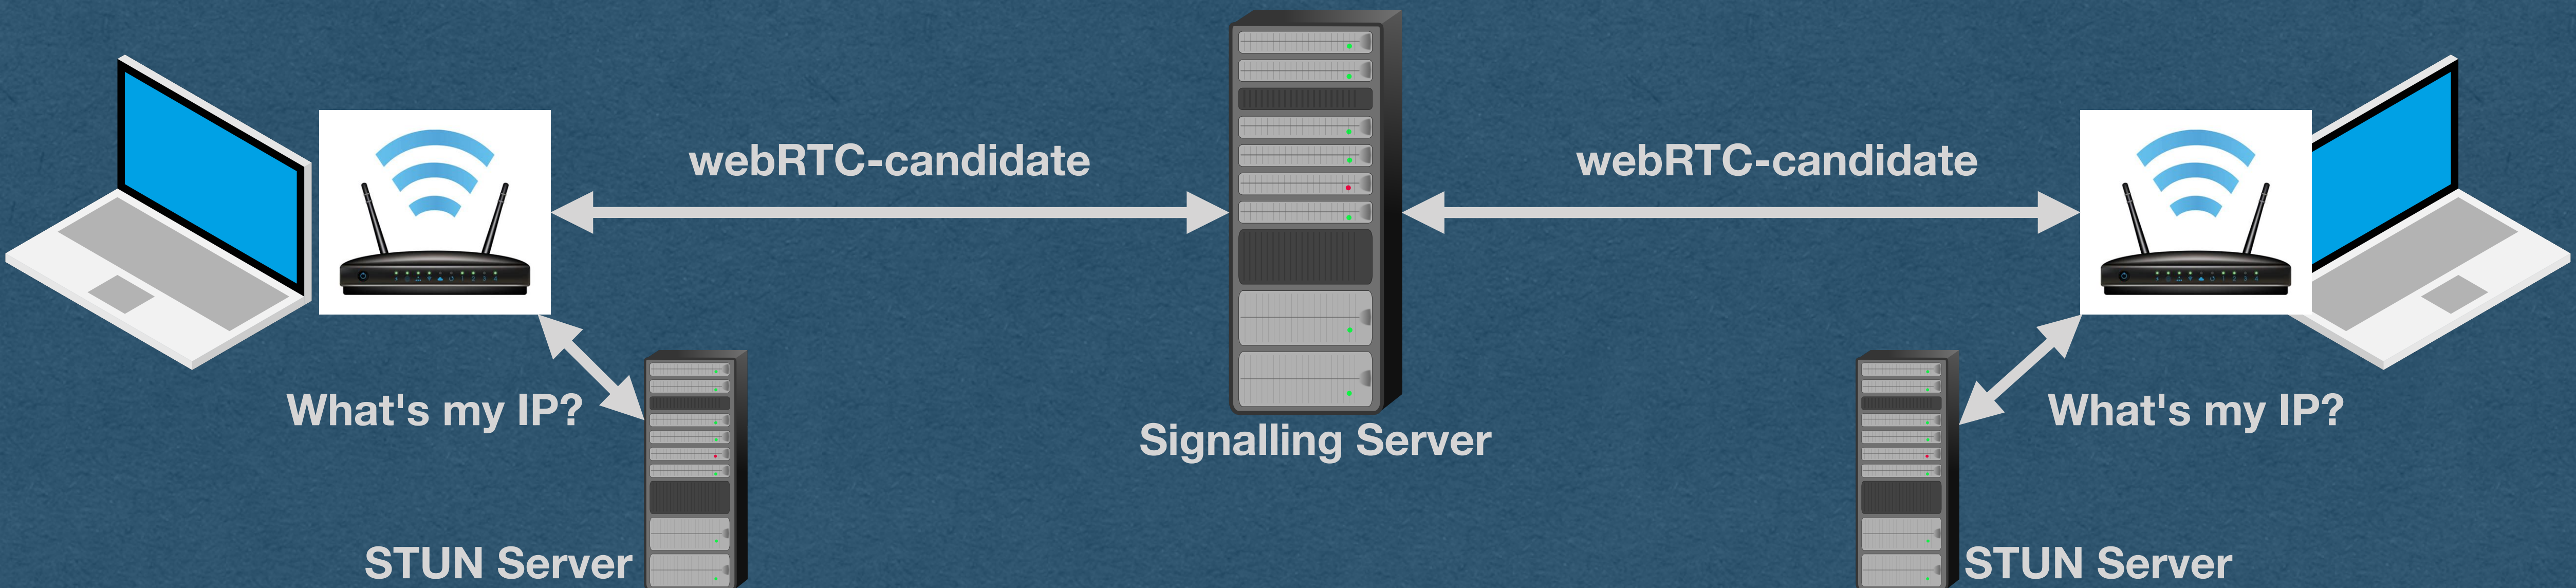 webRTC-candidate
webRTC-candidate
What's my IP?
Signalling Server
What's my IP?
STUN Server
STUN Server